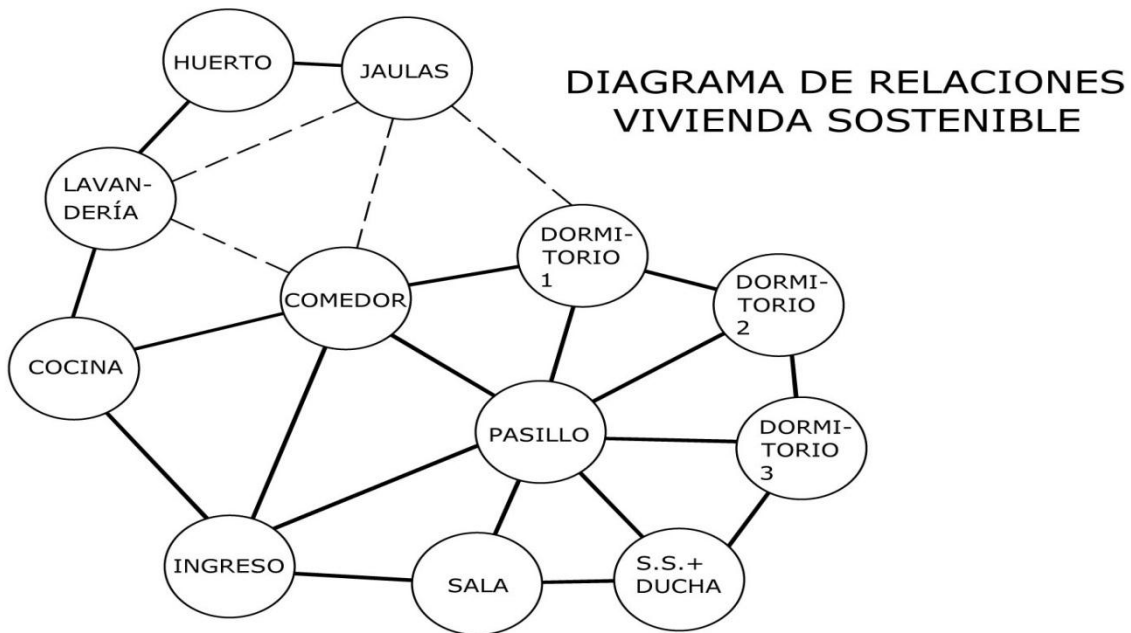 HUERTO
JAULAS
DIAGRAMA DE RELACIONES
VIVIENDA SOSTENIBLE
LAVAN-
DERÍA
DORMI-
TORIO
1
COMEDOR
DORMI-
TORIO
2
COCINA
PASILLO
DORMI-
TORIO
3
INGRESO
SALA
S.S.+
DUCHA